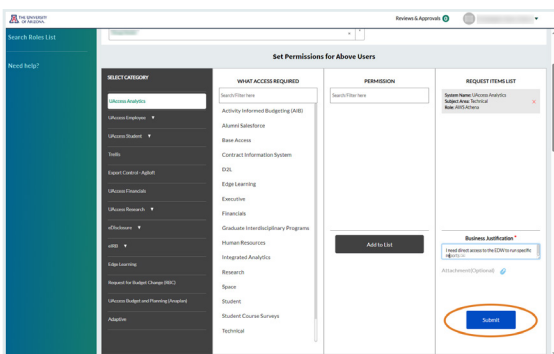 THE UNIVERSITY
OF ARIZONA
Reviews & Approvals 0
Search Roles List
Need help?
Set Permissions for Above Users
SELECT CATEGORY
WHAT ACCESS REQUIRED
PERMISSION
REQUEST ITEMS LIST
UAccess Analytics
UAccess Employee ▼
UAccess Student ▼
Trellis
Export Control - Agiloft
UAccess Financials
UAccess Research ▼
eDisclosure ▼
eIRB ▼
Edge Learning
Request for Budget Change (RBC)
UAccess Budget and Planning (Anaplan)
Adaptive
Search Filter here
Activity Informed Budgeting (AIB)
Alumni Salesforce
Base Access
Contract Information System
D2L
Edge Learning
Executive
Financials
Graduate Interdisciplinary Programs
Human Resources
Integrated Analytics
Research
Space
Student
Student Course Surveys
Technical
Search Filter here
Add to List
System Name: UAccess Analytics
Subject Area: Technical
Role: AWS Athena
Business Justification *
I need direct access to the EDW to run specific
Attachment(Optional)
Submit